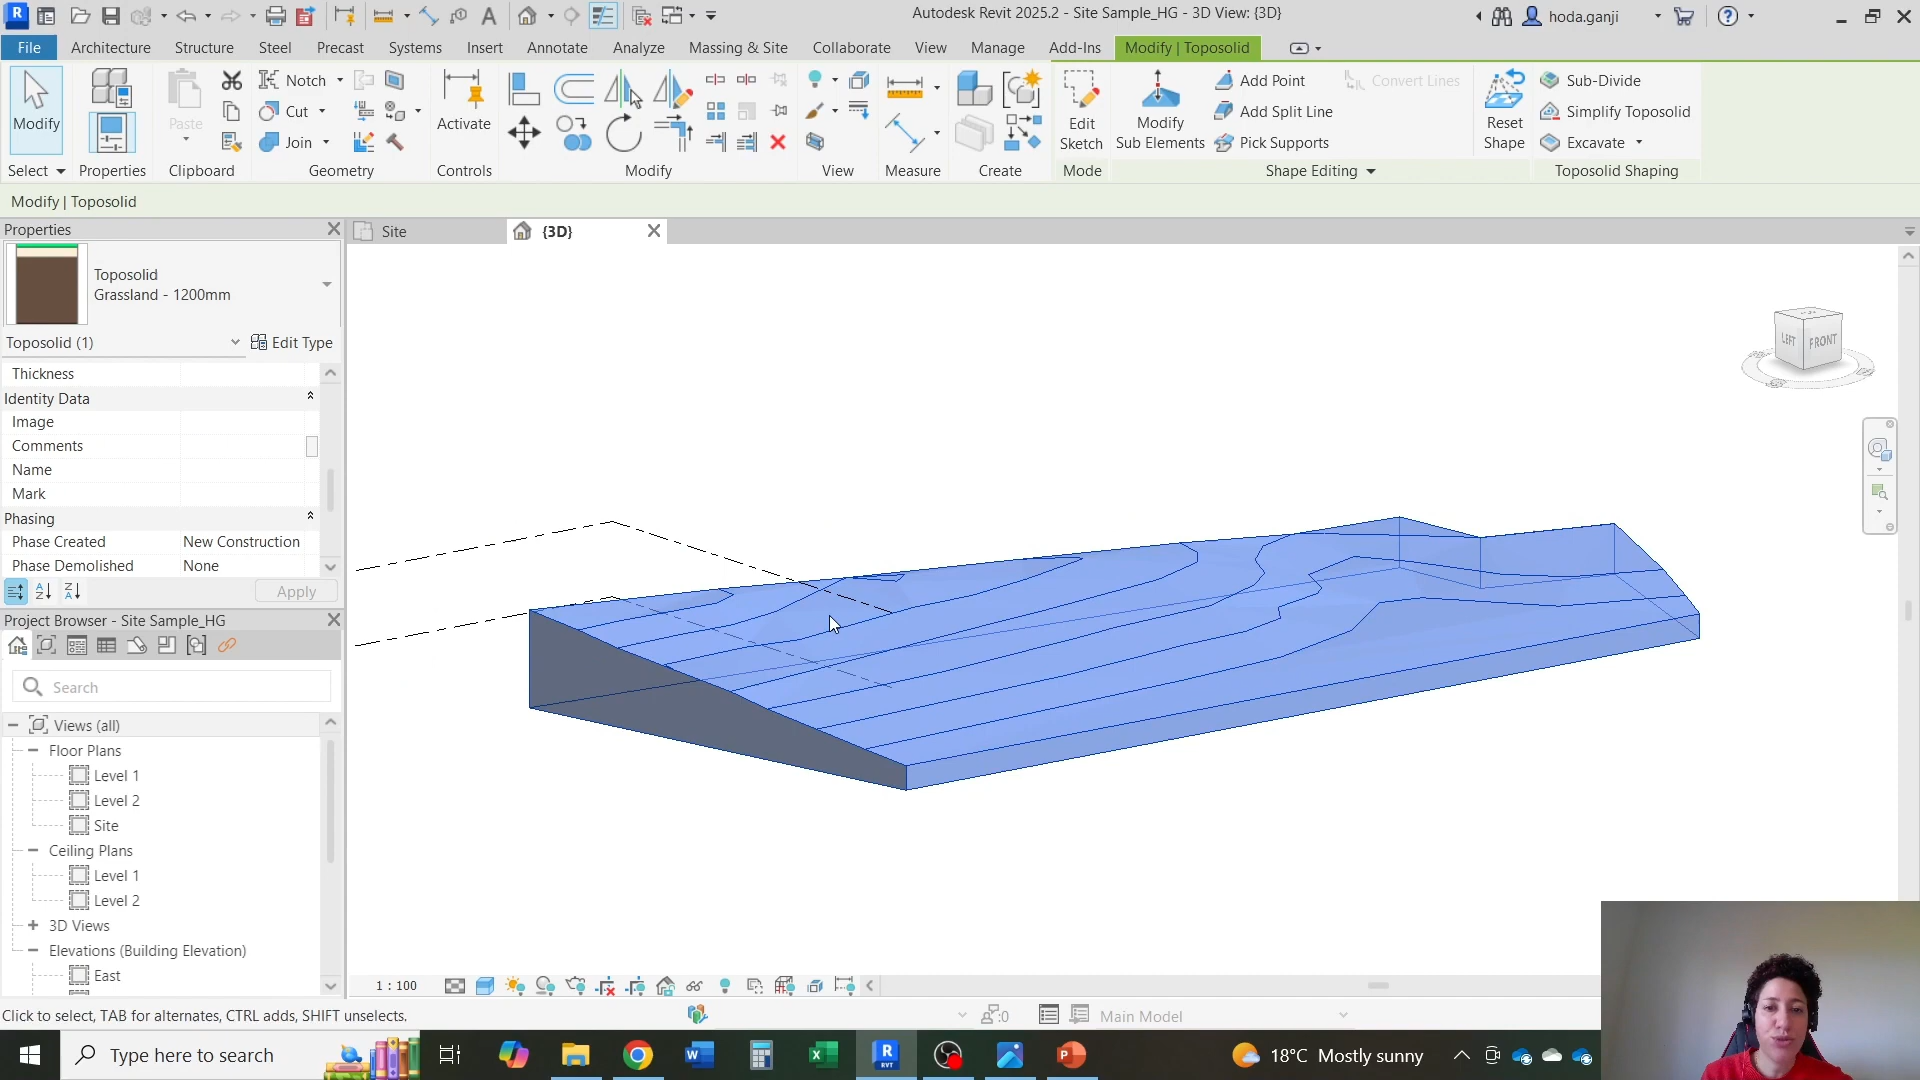 Autodesk Revit 2025.2 - Site Sample_HG - 3D View: {3D}
hoda.ganji
File Architecture Structure Steel Precast Systems Insert Annotate Analyze Massing & Site Collaborate View Manage Add-Ins Modify | Toposolid
Modify
Paste
Notch
Cut
Join
Activate
Edit
Sketch
Modify
Sub Elements
Add Point
Add Split Line
Pick Supports
Convert Lines
Reset
Shape
Sub-Divide
Simplify Toposolid
Excavate
Select Properties Clipboard Geometry Controls Modify View Measure Create Mode Shape Editing Toposolid Shaping
Modify | Toposolid
Properties
Site
{3D}
Toposolid
Grassland - 1200mm
Toposolid (1)
Edit Type
Thickness
Identity Data
Image
Comments
Name
Mark
Phasing
Phase Created New Construction
Phase Demolished None
Apply
LEFT FRONT
Project Browser - Site Sample_HG
Search
Views (all)
Floor Plans
Level 1
Level 2
Site
Ceiling Plans
Level 1
Level 2
3D Views
Elevations (Building Elevation)
East
1 : 100
Click to select, TAB for alternates, CTRL adds, SHIFT unselects.
:0
Main Model
Type here to search
18°C Mostly sunny